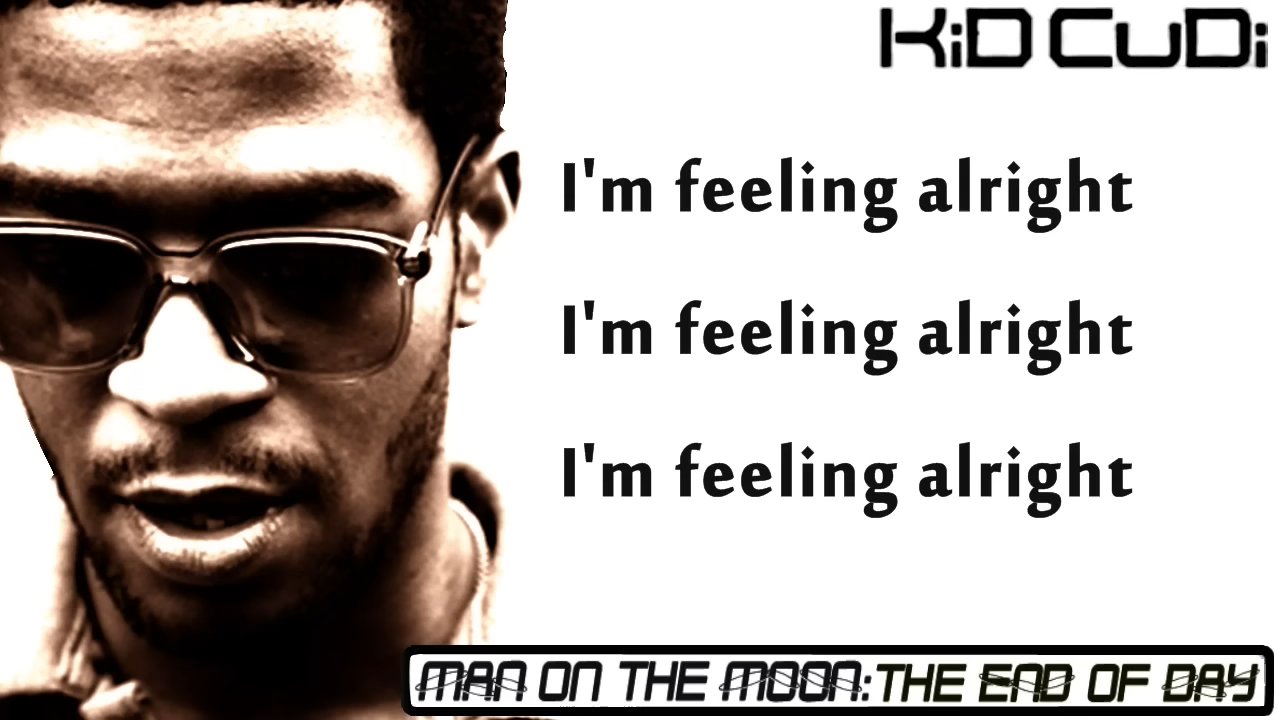 KiD CuDi
I'm feeling alright
I'm feeling alright
I'm feeling alright
MAN ON THE MOON: THE END OF DAY